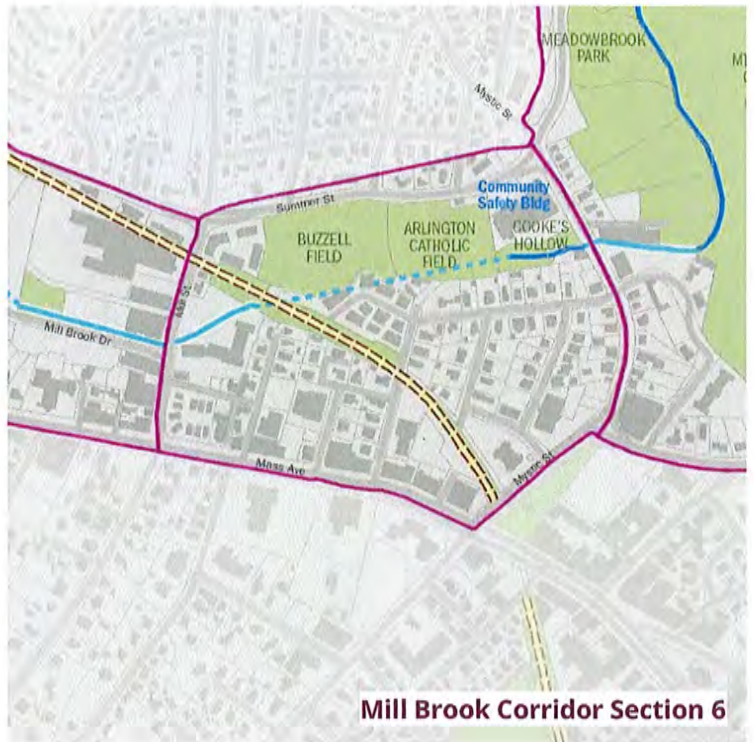 MEADOWBROOK
PARK
Mystic St
Community
Safety Bldg
Summer St
BUZZELL
FIELD
ARLINGTON
CATHOLIC
FIELD
COOKE'S
HOLLOW
Mill St.
Mill Brook Dr
Mass Ave
Mystic St.
Mill Brook Corridor Section 6